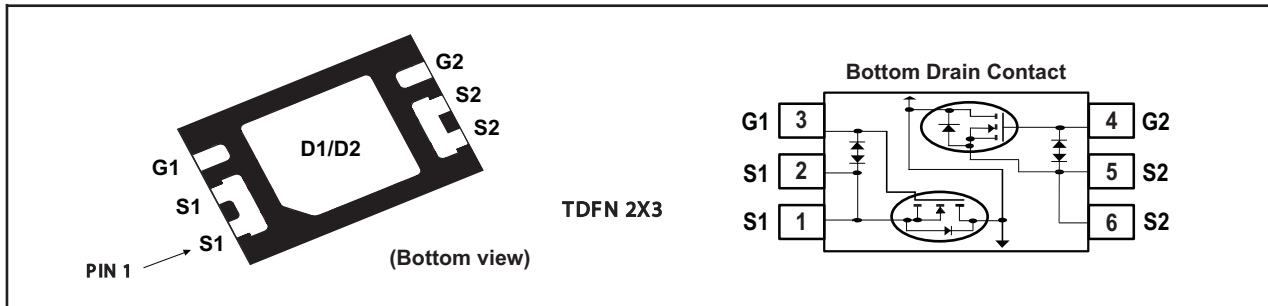 G2
S2
S2
D1/D2
G1
S1
S1
PIN 1
(Bottom view)
TDFN 2X3
Bottom Drain Contact
G1 3
4 G2
S1 2
5 S2
S1 1
6 S2